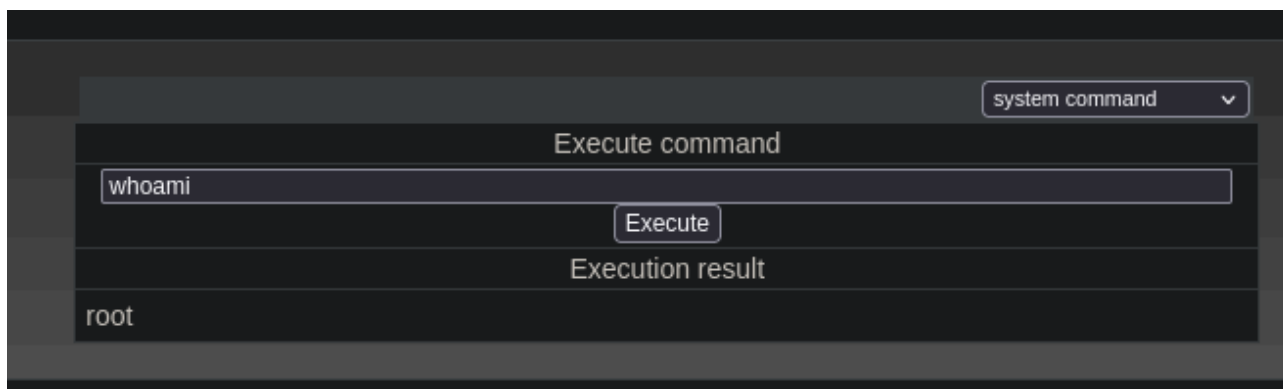 system command
Execute command
whoami
Execute
Execution result
root